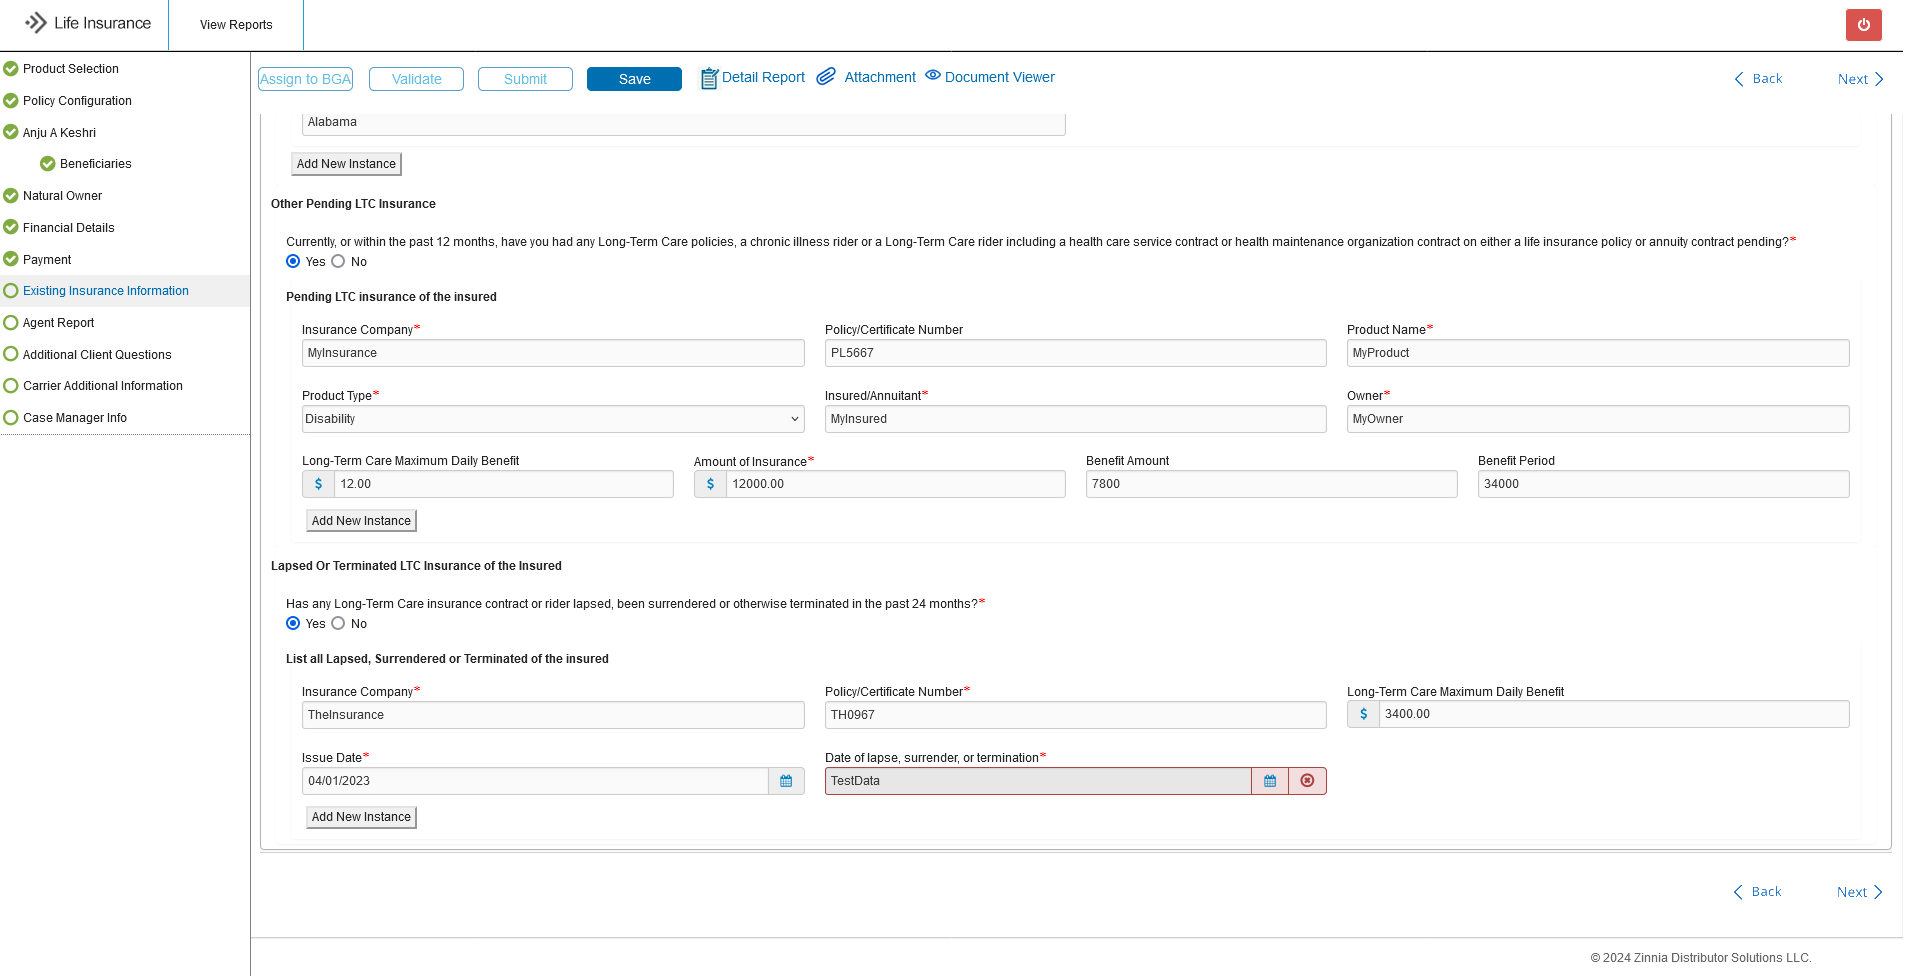 Life Insurance
View Reports
Product Selection
Policy Configuration
Anju A Keshri
Beneficiaries
Natural Owner
Financial Details
Payment
Existing Insurance Information
Agent Report
Additional Client Questions
Carrier Additional Information
Case Manager Info
Assign to BGA Validate Submit Save Detail Report Attachment Document Viewer Back Next
Alabama
Add New Instance
Other Pending LTC Insurance
Currently, or within the past 12 months, have you had any Long-Term Care policies, a chronic illness rider or a Long-Term Care rider including a health care service contract or health maintenance organization contract on either a life insurance policy or annuity contract pending?*
Yes No
Pending LTC insurance of the insured
Insurance Company* Policy/Certificate Number Product Name*
MyInsurance PL5667 MyProduct
Product Type* Insured/Annuitant* Owner*
Disability MyInsured MyOwner
Long-Term Care Maximum Daily Benefit Amount of Insurance* Benefit Amount Benefit Period
$ 12.00 $ 12000.00 7800 34000
Add New Instance
Lapsed Or Terminated LTC Insurance of the Insured
Has any Long-Term Care insurance contract or rider lapsed, been surrendered or otherwise terminated in the past 24 months?*
Yes No
List all Lapsed, Surrendered or Terminated of the insured
Insurance Company* Policy/Certificate Number* Long-Term Care Maximum Daily Benefit
TheInsurance TH0967 $ 3400.00
Issue Date* Date of lapse, surrender, or termination*
04/01/2023 TestData
Add New Instance
Back Next
© 2024 Zinnia Distributor Solutions LLC.